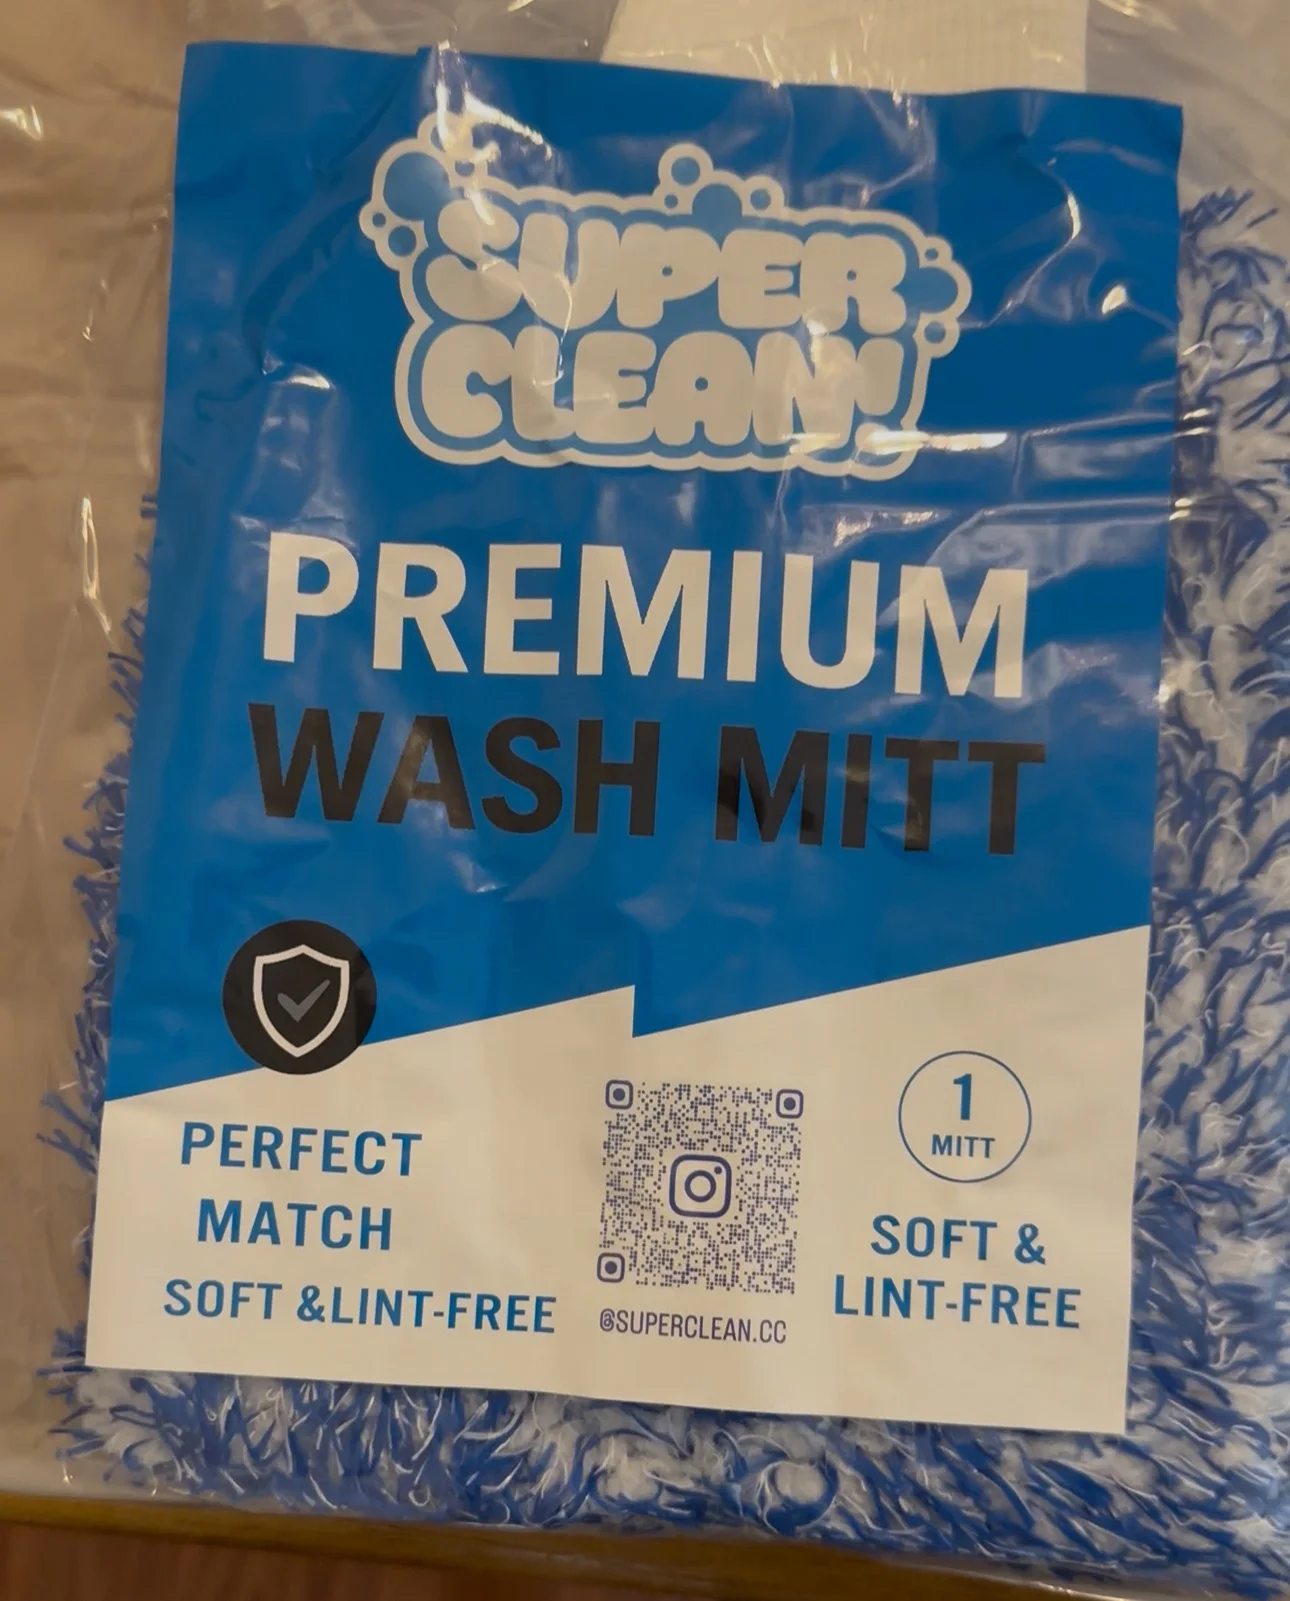 SUPER
CLEAN!
PREMIUM
WASH MITT
PERFECT
MATCH
SOFT &LINT-FREE
@SUPERCLEAN.CC
1
MITT
SOFT &
LINT-FREE